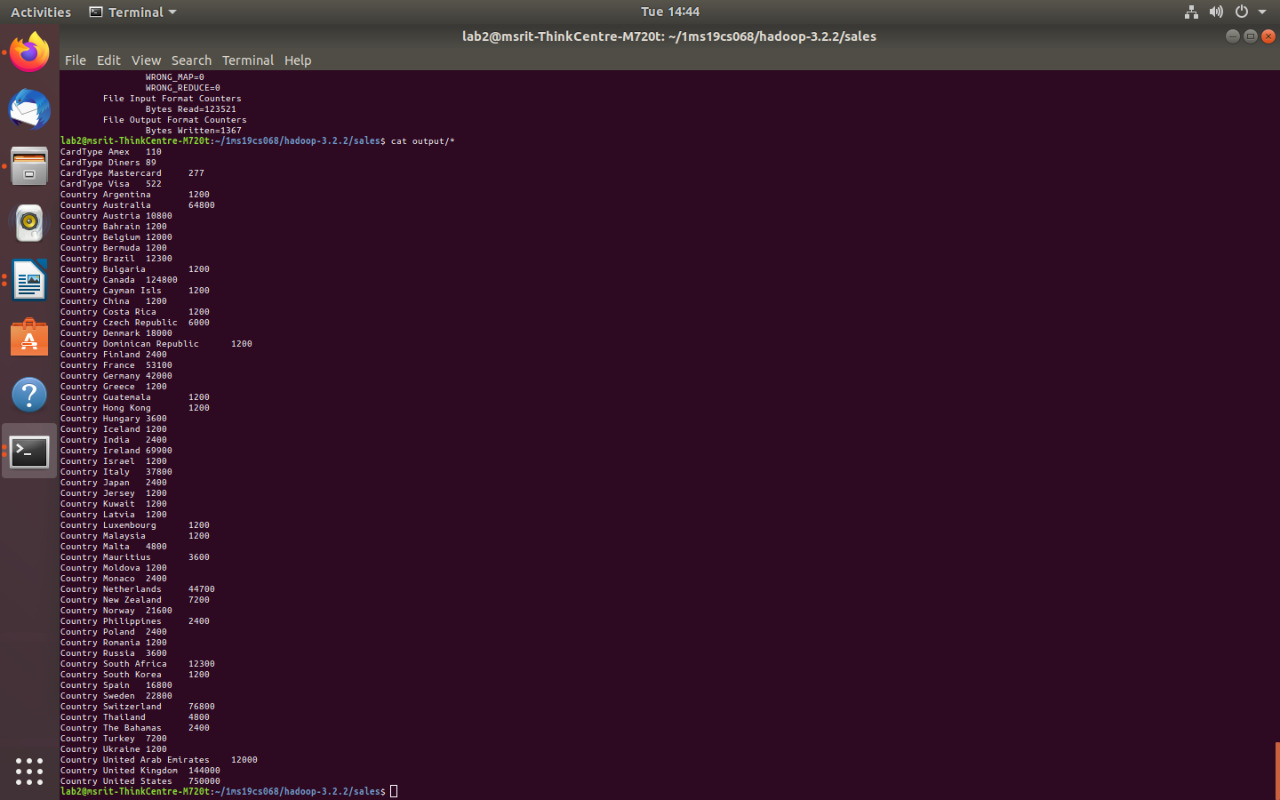 Activities Terminal Tue 14:44
lab2@msrit-ThinkCentre-M720t: ~/1ms19cs068/hadoop-3.2.2/sales
File Edit View Search Terminal Help
WRONG_MAP=0
WRONG_REDUCE=0
File Input Format Counters
Bytes Read=123521
File Output Format Counters
Bytes Written=1367
lab2@msrit-ThinkCentre-M720t:~/1ms19cs068/hadoop-3.2.2/sales$ cat output/*
CardType Amex 110
CardType Diners 89
CardType Mastercard 277
CardType Visa 522
Country Argentina 1200
Country Australia 64800
Country Austria 10800
Country Bahrain 1200
Country Belgium 12000
Country Bermuda 1200
Country Brazil 12300
Country Bulgaria 1200
Country Canada 124800
Country Cayman Isls 1200
Country China 1200
Country Costa Rica 1200
Country Czech Republic 6000
Country Denmark 18000
Country Dominican Republic 1200
Country Finland 2400
Country France 53100
Country Germany 42000
Country Greece 1200
Country Guatemala 1200
Country Hong Kong 1200
Country Hungary 3600
Country Iceland 1200
Country India 2400
Country Ireland 69900
Country Israel 1200
Country Italy 37800
Country Japan 2400
Country Jersey 1200
Country Kuwait 1200
Country Latvia 1200
Country Luxembourg 1200
Country Malaysia 1200
Country Malta 4800
Country Mauritius 3600
Country Moldova 1200
Country Monaco 2400
Country Netherlands 44700
Country New Zealand 7200
Country Norway 21600
Country Philippines 2400
Country Poland 2400
Country Romania 1200
Country Russia 3600
Country South Africa 12300
Country South Korea 1200
Country Spain 16800
Country Sweden 22800
Country Switzerland 76800
Country Thailand 4800
Country The Bahamas 2400
Country Turkey 7200
Country Ukraine 1200
Country United Arab Emirates 12000
Country United Kingdom 144000
Country United States 750000
lab2@msrit-ThinkCentre-M720t:~/1ms19cs068/hadoop-3.2.2/sales$